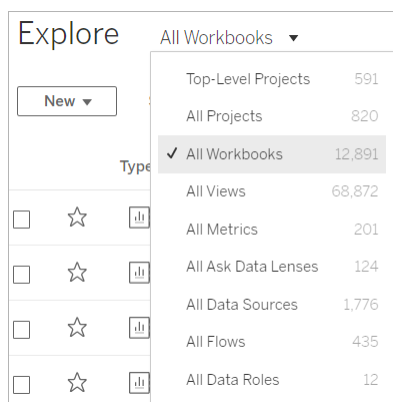 Explore All Workbooks
Top-Level Projects 591
New
All Projects 820
Type
All Workbooks 12,891
All Views 68,872
All Metrics 201
All Ask Data Lenses 124
All Data Sources 1,776
All Flows 435
All Data Roles 12